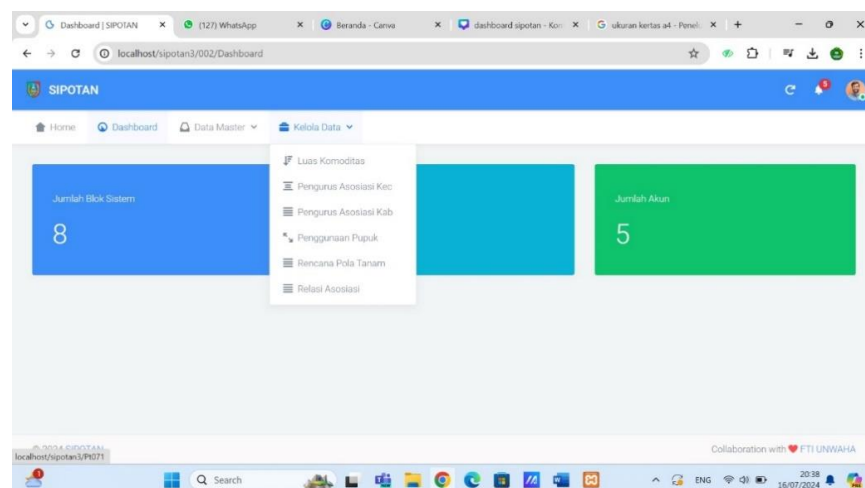 Dashboard | SIPOTAN
(127) WhatsApp
Beranda - Canva
dashboard sipotan - Kon
ukuran kertas a4 - Penel
localhost/sipotan3/002/Dashboard
SIPOTAN
Home
Dashboard
Data Master
Kelola Data
Luas Komoditas
Pengurus Asosiasi Kec
Pengurus Asosiasi Kab
Penggunaan Pupuk
Rencana Pola Tanam
Relasi Asosiasi
Jumlah Blok Sistem
8
Jumlah Akun
5
© 2024 SIPOTAN
Collaboration with ❤ FTI UNWAHA
localhost/sipotan3/Pt071
Search
ENG
20:38
16/07/2024